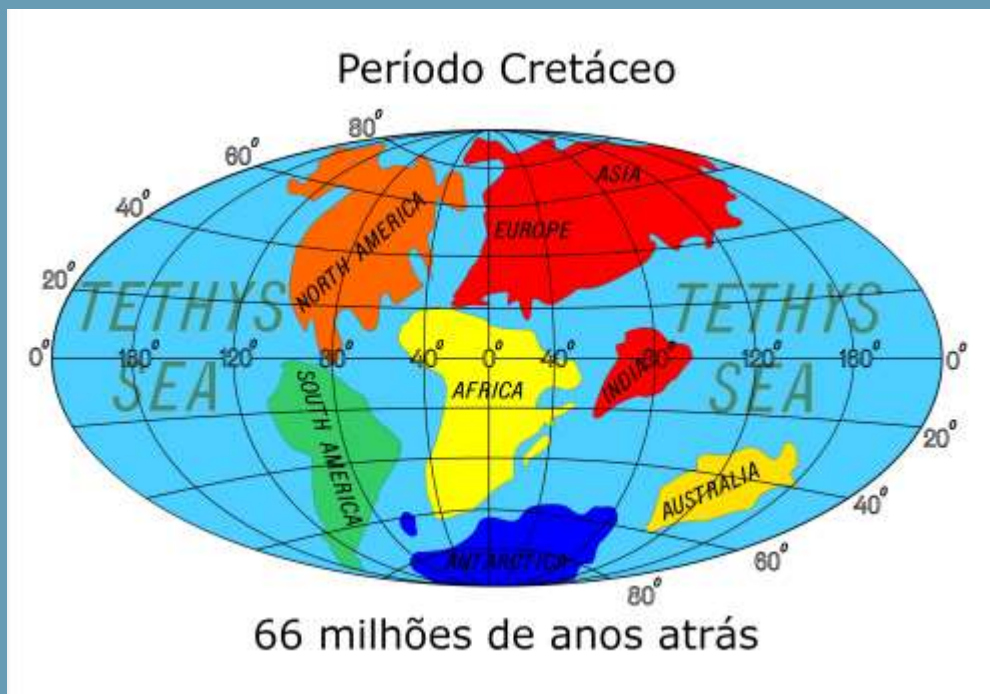 Período Cretáceo
80°
60°
ASIA
40°
NORTH AMERICA
EUROPE
20°
TETHYS
TETHYS
0°
180°
120°
80°
40°
0°
40°
80°
120°
180°
0°
SEA
SOUTH AMERICA
AFRICA
INDIA
SEA
20°
AUSTRALIA
40°
ANTARCTICA
60°
80°
66 milhões de anos atrás